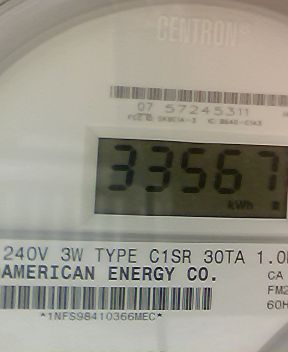 CENTRON®
07 57245311
33567
kWh
240V 3W TYPE C1SR 30TA 1.0
AMERICAN ENERGY CO.
CA
FM2
60H
*1NFS98410366MEC*